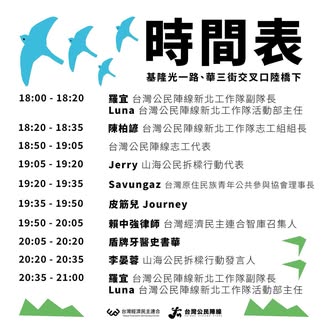 時間表
基隆光一路、華三街交叉口陸橋下
18:00 - 18:20 羅宜 台灣公民陣線新北工作隊副隊長
Luna 台灣公民陣線新北工作隊活動部主任
18:20 - 18:35 陳柏諺 台灣公民陣線新北工作隊志工組組長
18:50 - 19:05 台灣公民陣線志工代表
19:05 - 19:20 Jerry 山海公民拆樑行動代表
19:20 - 19:35 Savungaz 台灣原住民族青年公共參與協會理事長
19:35 - 19:50 皮筋兒 Journey
19:50 - 20:05 賴中強律師 台灣經濟民主連合智庫召集人
20:05 - 20:20 盾牌牙醫史書華
20:20 - 20:35 李晏蓉 山海公民拆樑行動發言人
20:35 - 21:00 羅宜 台灣公民陣線新北工作隊副隊長
Luna 台灣公民陣線新北工作隊活動部主任
台灣經濟民主連合
台灣公民陣線